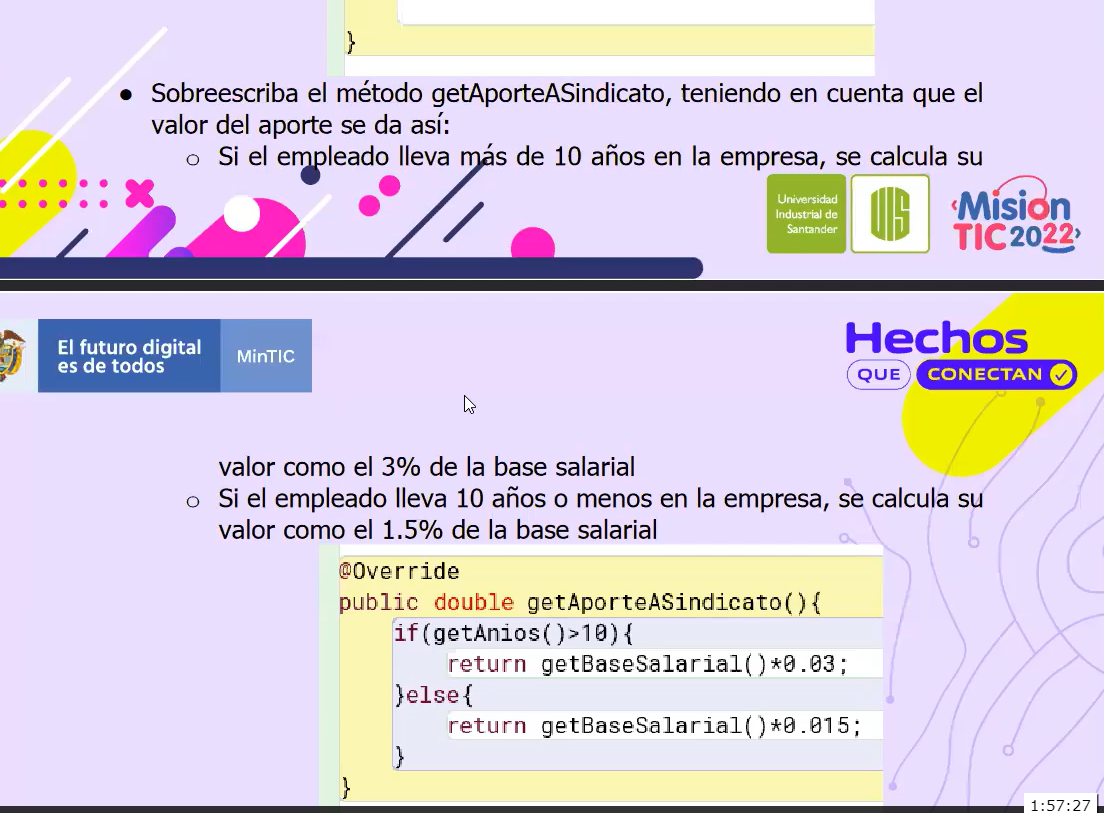 }
● Sobreescriba el método getAporteASindicato, teniendo en cuenta que el
valor del aporte se da así:
○ Si el empleado lleva más de 10 años en la empresa, se calcula su
Universidad
Industrial de
Santander
UIS
Misión
TIC 2022
El futuro digital
es de todos
MinTIC
Hechos
QUE CONECTAN
valor como el 3% de la base salarial
○ Si el empleado lleva 10 años o menos en la empresa, se calcula su
valor como el 1.5% de la base salarial
@Override
public double getAporteASindicato(){
if(getAnios()>10){
return getBaseSalarial()*0.03;
}else{
return getBaseSalarial()*0.015;
}
}
1:57:27